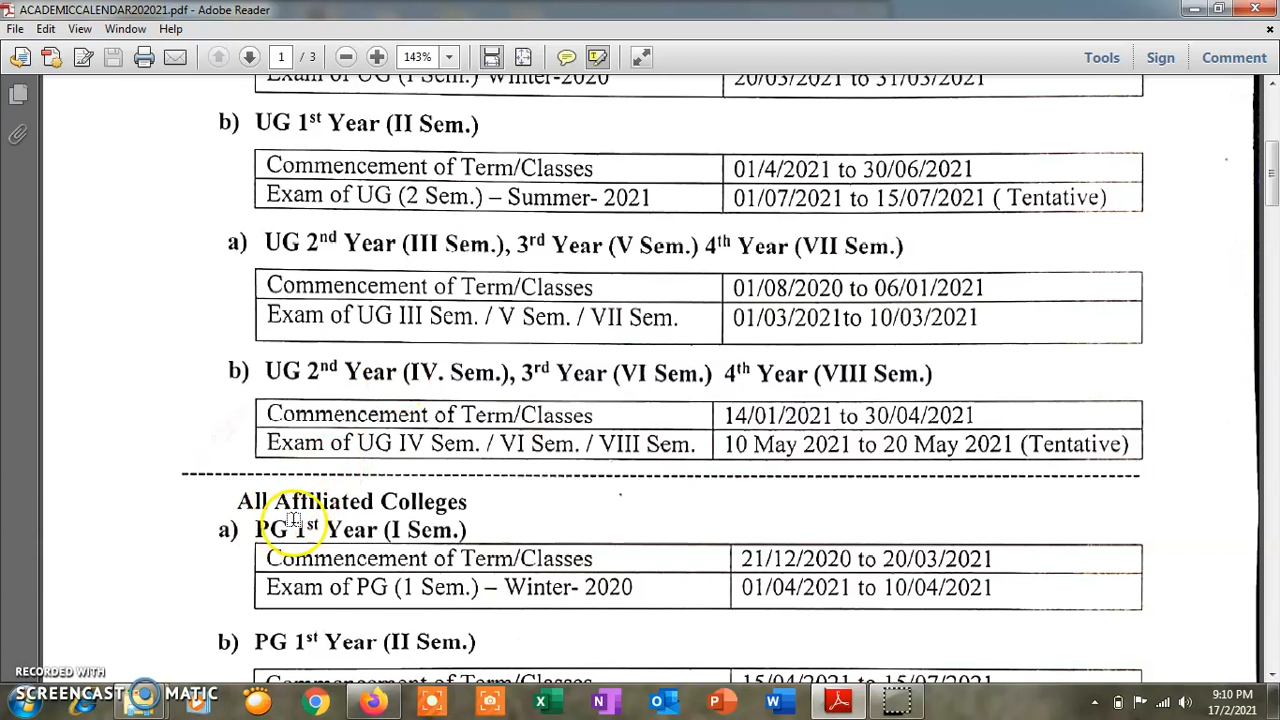 ACADEMICCALENDAR202021.pdf - Adobe Reader
File Edit View Window Help
1 / 3 143% Tools Sign Comment
Exam of UG (1 Sem.) Winter-2020 20/03/2021 to 31/03/2021
b) UG 1st Year (II Sem.)
Commencement of Term/Classes 01/4/2021 to 30/06/2021
Exam of UG (2 Sem.) – Summer- 2021 01/07/2021 to 15/07/2021 ( Tentative)
a) UG 2nd Year (III Sem.), 3rd Year (V Sem.) 4th Year (VII Sem.)
Commencement of Term/Classes 01/08/2020 to 06/01/2021
Exam of UG III Sem. / V Sem. / VII Sem. 01/03/2021to 10/03/2021
b) UG 2nd Year (IV. Sem.), 3rd Year (VI Sem.) 4th Year (VIII Sem.)
Commencement of Term/Classes 14/01/2021 to 30/04/2021
Exam of UG IV Sem. / VI Sem. / VIII Sem. 10 May 2021 to 20 May 2021 (Tentative)
All Affiliated Colleges
a) PG 1st Year (I Sem.)
Commencement of Term/Classes 21/12/2020 to 20/03/2021
Exam of PG (1 Sem.) – Winter- 2020 01/04/2021 to 10/04/2021
b) PG 1st Year (II Sem.)
15/04/2021 to 15/07/2021
RECORDED WITH
SCREENCAST MATIC
9:10 PM
17/2/2021